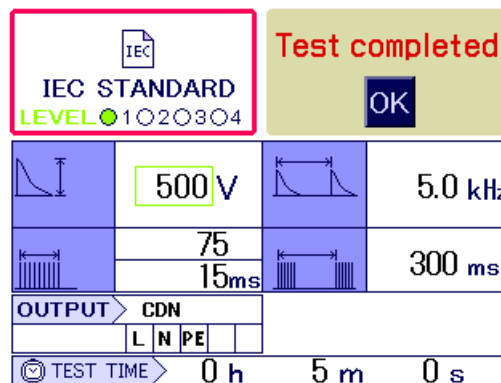 IEC
IEC STANDARD
LEVEL 1 2 3 4
Test completed
OK
500 V
5.0 kHz
75
15ms
300 ms
OUTPUT CDN
L N PE
TEST TIME 0 h 5 m 0 s